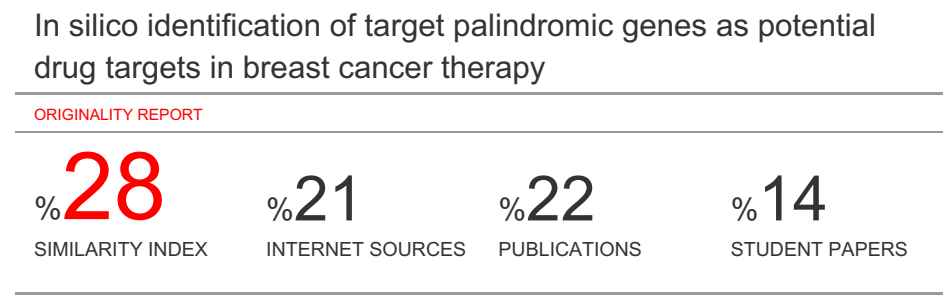 In silico identification of target palindromic genes as potential
drug targets in breast cancer therapy
ORIGINALITY REPORT
%28 %21 %22 %14
SIMILARITY INDEX INTERNET SOURCES PUBLICATIONS STUDENT PAPERS